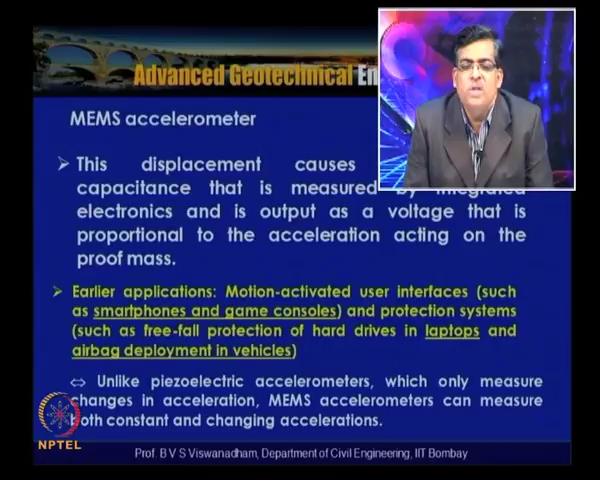 Advanced Geotechnical En
MEMS accelerometer
➢ This displacement causes
capacitance that is measured by integrated
electronics and is output as a voltage that is
proportional to the acceleration acting on the
proof mass.
➢ Earlier applications: Motion-activated user interfaces (such
as smartphones and game consoles) and protection systems
(such as free-fall protection of hard drives in laptops and
airbag deployment in vehicles)
⇔ Unlike piezoelectric accelerometers, which only measure
changes in acceleration, MEMS accelerometers can measure
both constant and changing accelerations.
NPTEL
Prof. B V S Viswanadham, Department of Civil Engineering, IIT Bombay